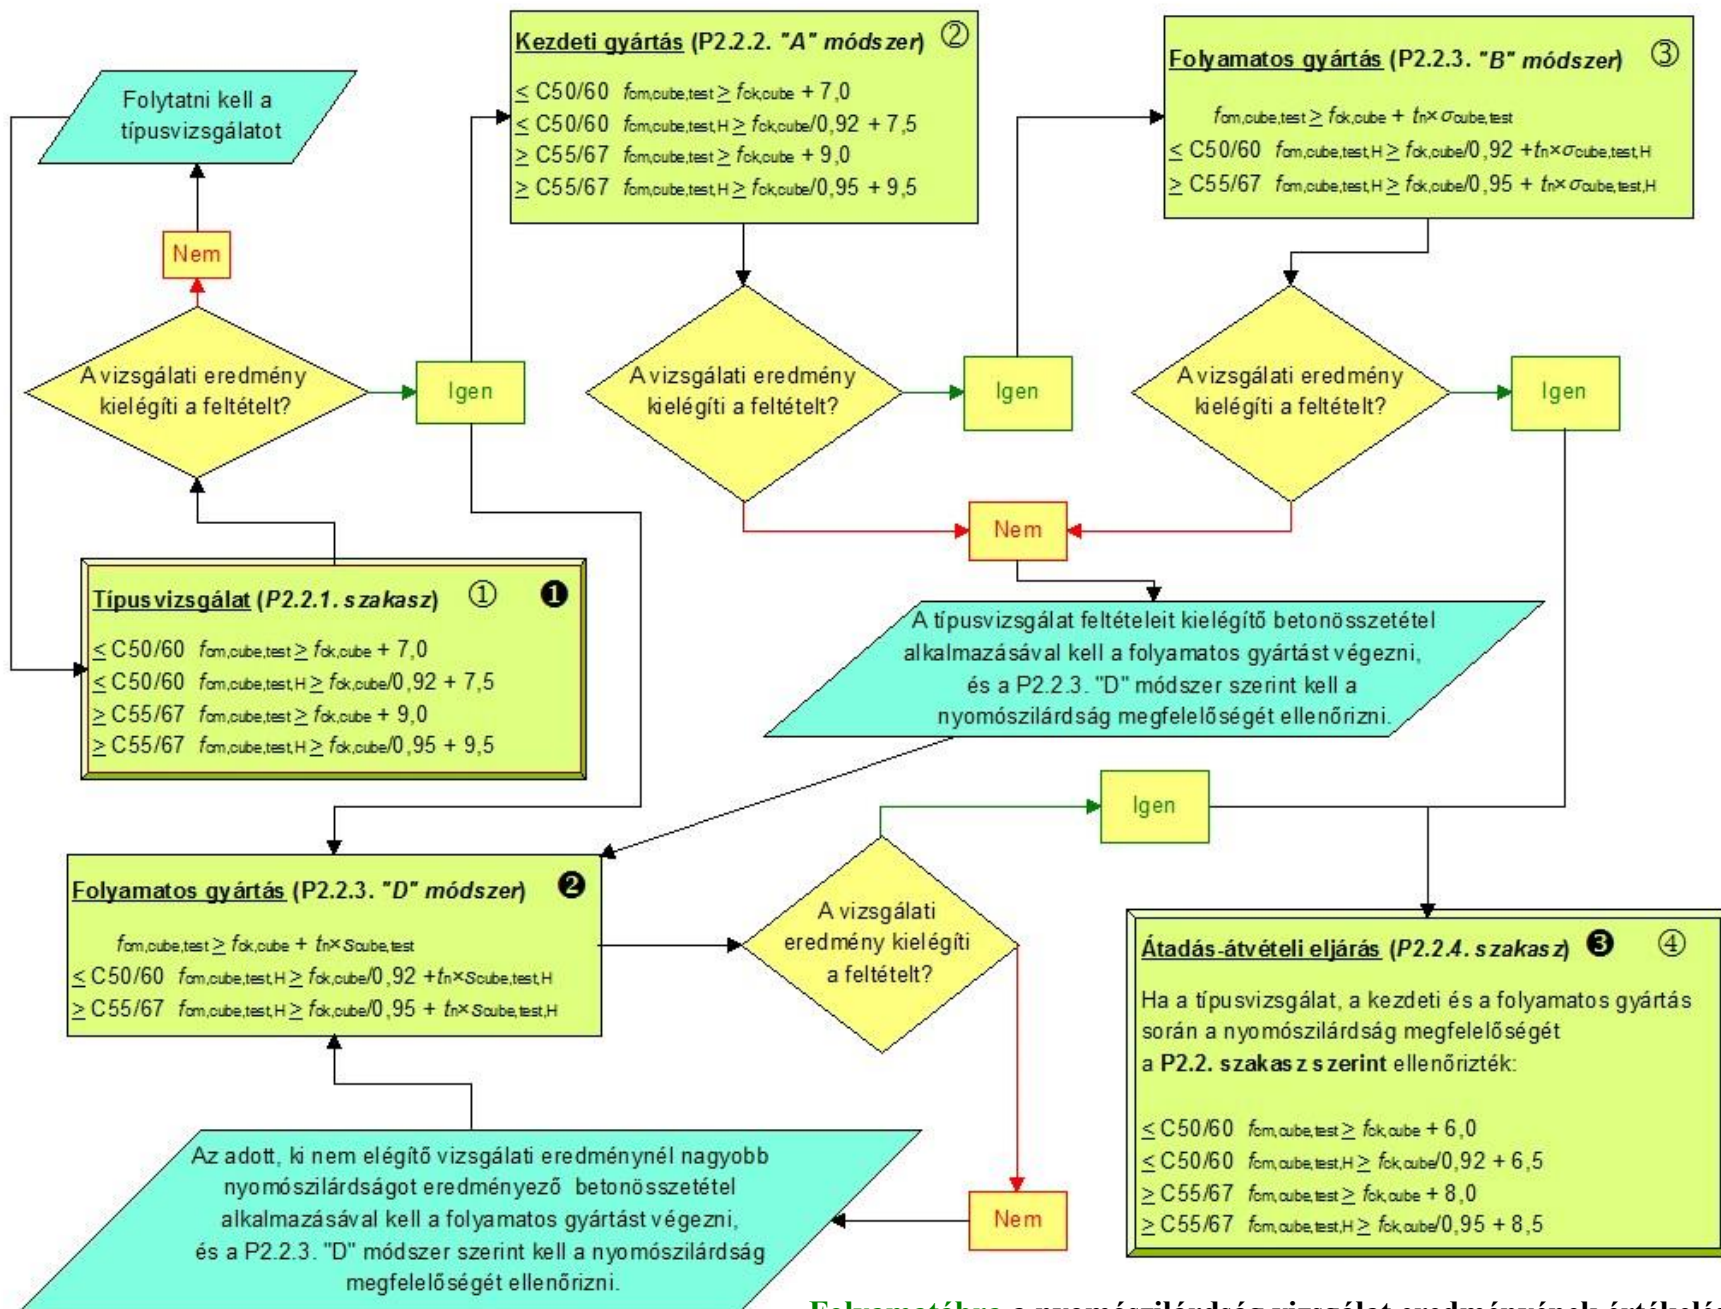 Kezdeti gyártás (P2.2.2. "A" módszer) ②
≤ C50/60 fcm,cube,test ≥ fck,cube + 7,0
≤ C50/60 fcm,cube,test,H ≥ fck,cube/0,92 + 7,5
≥ C55/67 fcm,cube,test ≥ fck,cube + 9,0
≥ C55/67 fcm,cube,test,H ≥ fck,cube/0,95 + 9,5
Folyamatos gyártás (P2.2.3. "B" módszer) ③
fcm,cube,test ≥ fck,cube + tn×σcube,test
≤ C50/60 fcm,cube,test,H ≥ fck,cube/0,92 +tn×σcube,test,H
≥ C55/67 fcm,cube,test,H ≥ fck,cube/0,95 + tn×σcube,test,H
Folytatni kell a
típusvizsgálatot
Nem
A vizsgálati eredmény
kielégíti a feltételt?
Igen
A vizsgálati eredmény
kielégíti a feltételt?
Igen
A vizsgálati eredmény
kielégíti a feltételt?
Igen
Nem
Típusvizsgálat (P2.2.1. szakasz) ① ❶
≤ C50/60 fcm,cube,test ≥ fck,cube + 7,0
≤ C50/60 fcm,cube,test,H ≥ fck,cube/0,92 + 7,5
≥ C55/67 fcm,cube,test ≥ fck,cube + 9,0
≥ C55/67 fcm,cube,test,H ≥ fck,cube/0,95 + 9,5
A típusvizsgálat feltételeit kielégítő betonösszetétel
alkalmazásával kell a folyamatos gyártást végezni,
és a P2.2.3. "D" módszer szerint kell a
nyomószilárdság megfelelőségét ellenőrizni.
Igen
Folyamatos gyártás (P2.2.3. "D" módszer) ❷
fcm,cube,test ≥ fck,cube + tn×scube,test
≤ C50/60 fcm,cube,test,H ≥ fck,cube/0,92 +tn×scube,test,H
≥ C55/67 fcm,cube,test,H ≥ fck,cube/0,95 + tn×scube,test,H
A vizsgálati
eredmény kielégíti
a feltételt?
Átadás-átvételi eljárás (P2.2.4. szakasz) ❸ ④
Ha a típusvizsgálat, a kezdeti és a folyamatos gyártás
során a nyomószilárdság megfelelőségét
a P2.2. szakasz szerint ellenőrizték:
≤ C50/60 fcm,cube,test ≥ fck,cube + 6,0
≤ C50/60 fcm,cube,test,H ≥ fck,cube/0,92 + 6,5
≥ C55/67 fcm,cube,test ≥ fck,cube + 8,0
≥ C55/67 fcm,cube,test,H ≥ fck,cube/0,95 + 8,5
Az adott, ki nem elégítő vizsgálati eredménynél nagyobb
nyomószilárdságot eredményező betonösszetétel
alkalmazásával kell a folyamatos gyártást végezni,
és a P2.2.3. "D" módszer szerint kell a nyomószilárdság
megfelelőségét ellenőrizni.
Nem
Folyamatábra a nyomószilárdság vizsgálat eredményének